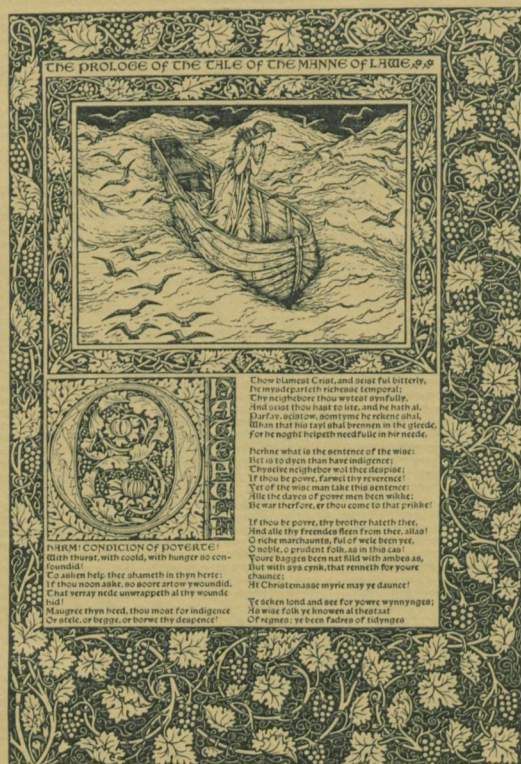 THE PROLOGE OF THE TALE OF THE MANNE OF LAWE
O HATEFUL
HARM! CONDICION OF POVERTE!
With thurst, with coold, with hunger so con-
foundid!
To asken help thee shameth in thyn herte:
If thou noon aske, so soore artow ywoundid,
That verray nede unwrappeth al thy wounde
hid!
Maugree thyn heed, thou most for indigence
Or stele, or begge, or borwe thy despence!
Thow blamest Crist, and seist ful bitterly,
He mysdeparteth richesse temporal;
Thy neighebore thou wytest synfully,
And seist thou hast to lite, and he hath al.
Parfay, seistow, somtyme he rekene shal,
Whan that his tayl shal brennen in the gleede,
For he noght helpeth needfulle in hir neede.
Herkne what is the sentence of the wise:
Bet is to dyen than have indigence;
Thyselve neighebor wol thee despise;
If thou be povre, farwel thy reverence!
Yet of the wise man take this sentence:
Alle the dayes of povre men been wikke;
Be war therfore, er thou come to that prikke!
If thou be povre, thy brother hateth thee,
And alle thy freendes fleen from thee, allas!
O riche marchaunts, ful of wele been yee,
O noble, o prudent folk, as in this cas!
Youre bagges been nat fild with ambes as,
But with sys cynk, that renneth for youre
chaunce;
At Christemasse myrie may ye daunce!
Ye seken lond and see for yowre wynnynges;
As wise folk ye knowen al thestaat
Of regnes; ye been fadres of tidynges